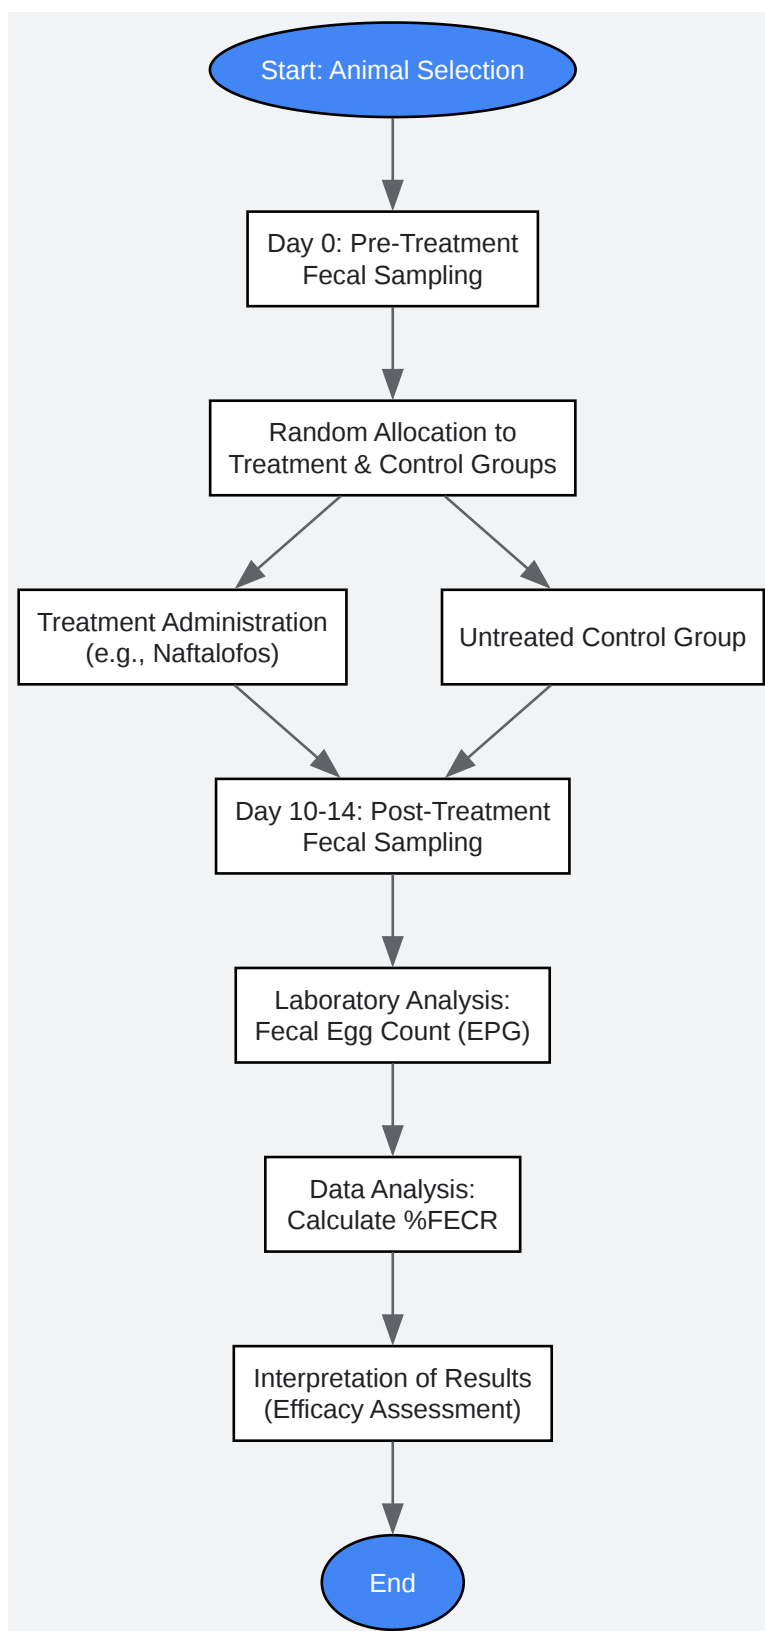 Start: Animal Selection
Day 0: Pre-Treatment
Fecal Sampling
Random Allocation to
Treatment & Control Groups
Treatment Administration
(e.g., Naftalofos)
Untreated Control Group
Day 10-14: Post-Treatment
Fecal Sampling
Laboratory Analysis:
Fecal Egg Count (EPG)
Data Analysis:
Calculate %FECR
Interpretation of Results
(Efficacy Assessment)
End